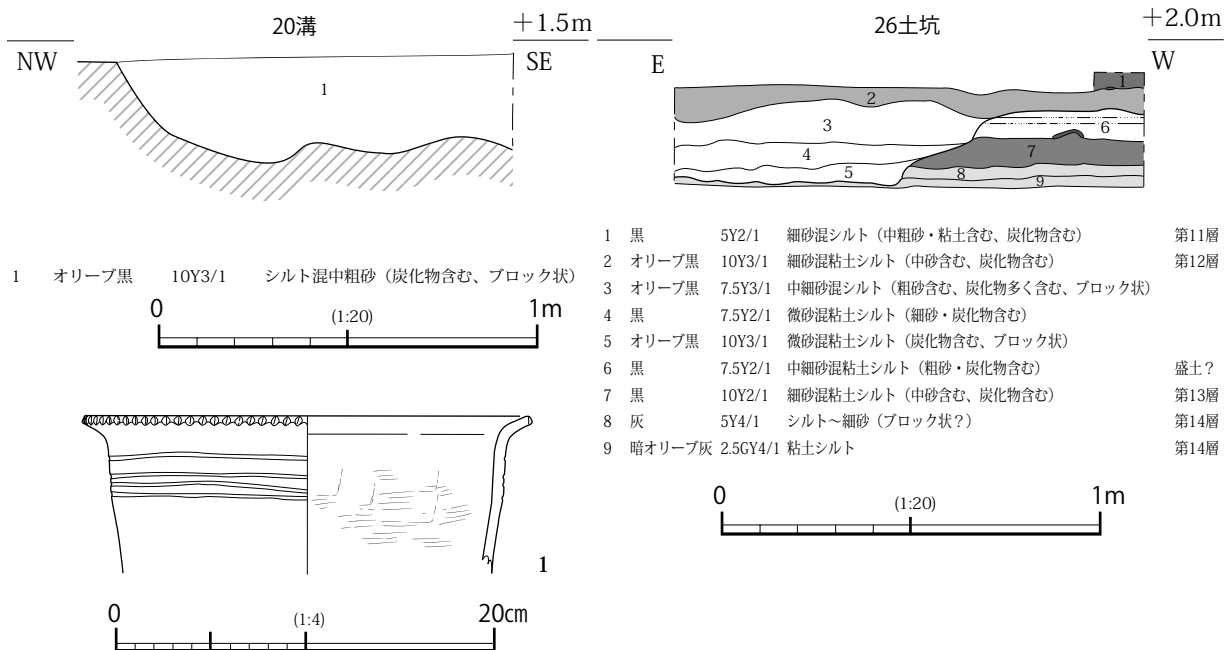 20溝
+1.5m
NW
SE
1
1 オリーブ黒 10Y3/1 シルト混中粗砂（炭化物含む、ブロック状）
0 (1:20) 1m
1
0 (1:4) 20㎝
26土坑
+2.0m
E
W
1
2
3
6
4
7
5
8
9
1 黒 5Y2/1 細砂混シルト（中粗砂・粘土含む、炭化物含む） 第11層
2 オリーブ黒 10Y3/1 細砂混粘土シルト（中砂含む、炭化物含む） 第12層
3 オリーブ黒 7.5Y3/1 中細砂混シルト（粗砂含む、炭化物多く含む、ブロック状）
4 黒 7.5Y2/1 微砂混粘土シルト（細砂・炭化物含む）
5 オリーブ黒 10Y3/1 微砂混粘土シルト（炭化物含む、ブロック状）
6 黒 7.5Y2/1 中細砂混粘土シルト（粗砂・炭化物含む） 盛土？
7 黒 10Y2/1 細砂混粘土シルト（中砂含む、炭化物含む） 第13層
8 灰 5Y4/1 シルト～細砂（ブロック状？） 第14層
9 暗オリーブ灰 2.5GY4/1 粘土シルト 第14層
0 (1:20) 1m